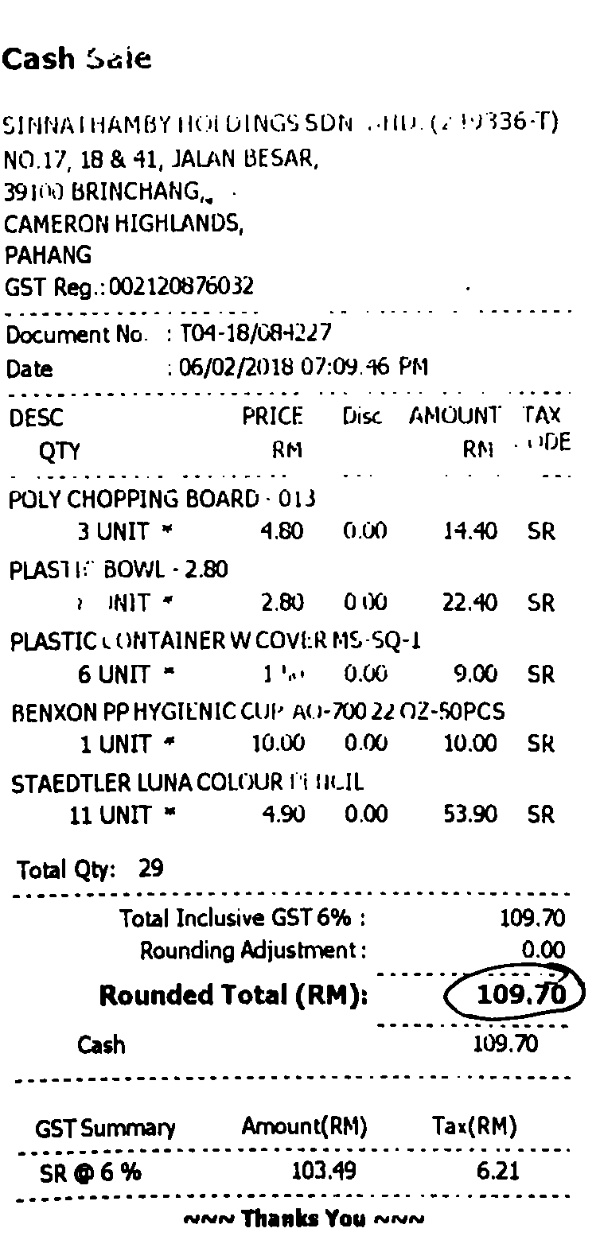 Cash Sale
SINNATHAMBY HOLDINGS SDN
NO.17, 18 & 41, JALAN BESAR,
39100 BRINCHANG,
CAMERON HIGHLANDS,
PAHANG
GST Reg.:002120876032
Document No. :
Date : 06/02/2018 07:09:46 PM
DESC PRICE Disc AMOUNT TAX
QTY RM RM CODE
POLY CHOPPING BOARD - 013
3 UNIT * 4.80 0.00 14.40 SR
PLASTIC BOWL - 2.80
UNIT * 2.80 0.00 22.40 SR
PLASTIC CONTAINER W COVER MS-SQ-1
6 UNIT * 0.00 9.00 SR
BENXON PP HYGIENIC CUP AO-700 22 OZ-50PCS
1 UNIT * 10.00 0.00 10.00 SR
STAEDTLER LUNA COLOUR PENCIL
11 UNIT * 4.90 0.00 53.90 SR
Total Qty: 29
Total Inclusive GST 6% : 109.70
Rounding Adjustment : 0.00
Rounded Total (RM): 109.70
Cash 109.70
GST Summary Amount(RM) Tax(RM)
SR @ 6 % 103.49 6.21
~~~ Thanks You ~~~